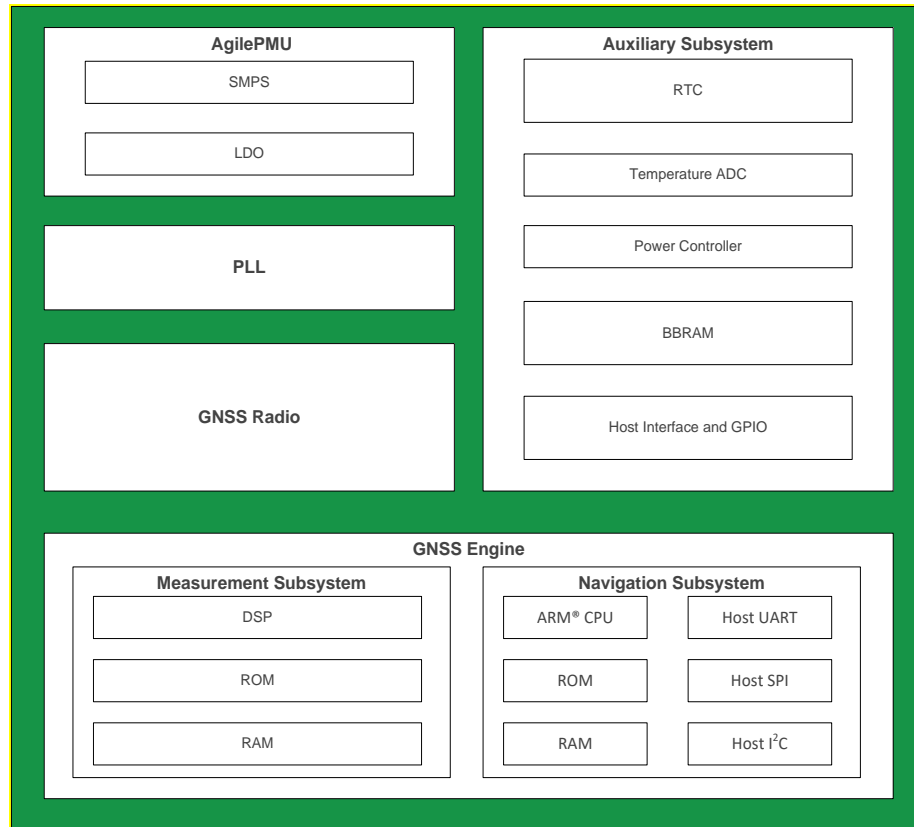 AgilePMU
SMPS
LDO
PLL
GNSS Radio
Auxiliary Subsystem
RTC
Temperature ADC
Power Controller
BBRAM
Host Interface and GPIO
GNSS Engine
Measurement Subsystem
DSP
ROM
RAM
Navigation Subsystem
ARM® CPU
Host UART
ROM
Host SPI
RAM
Host I²C